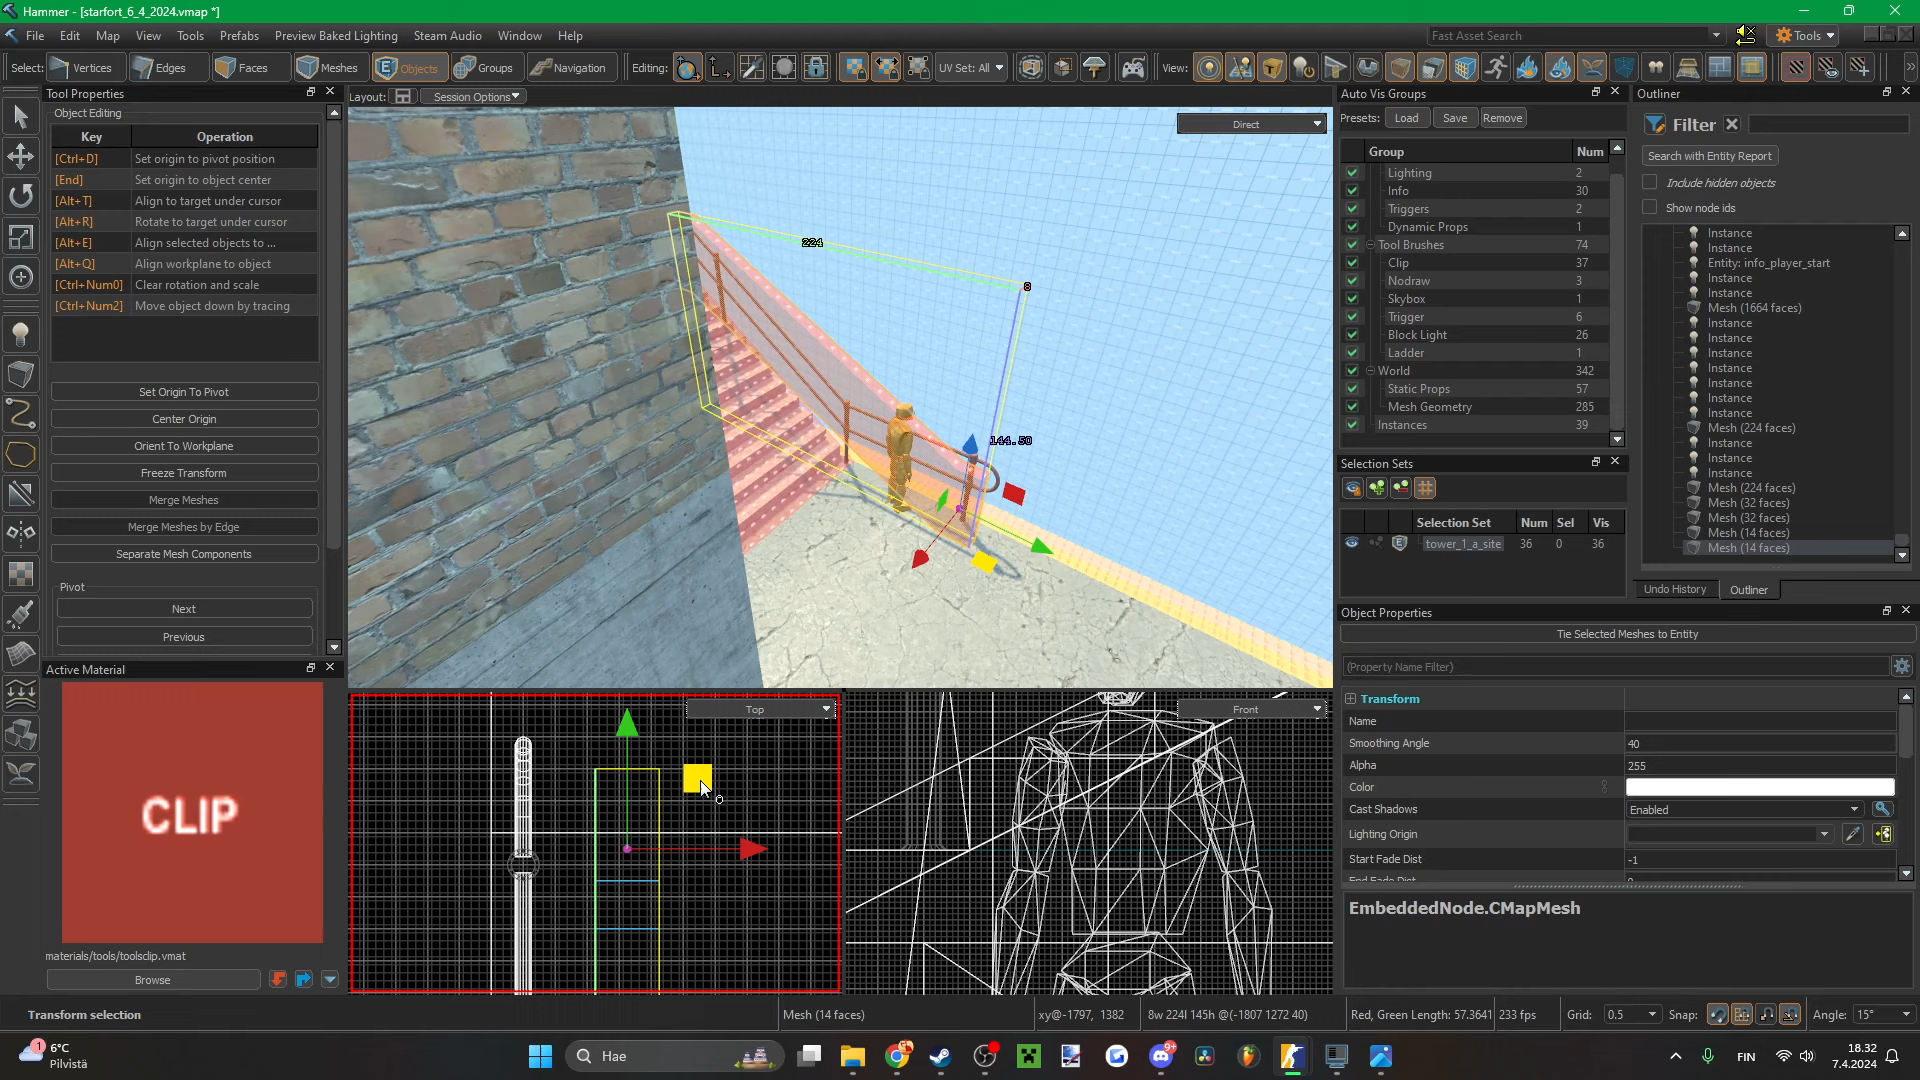 Hammer - [starfort_6_4_2024.vmap *]
File Edit Map View Tools Prefabs Preview Baked Lighting Steam Audio Window Help
Fast Asset Search
Tools
Select: Vertices Edges Faces Meshes Objects Groups Navigation Editing: UV Set: All View:
Tool Properties
Object Editing
Key Operation
[Ctrl+D] Set origin to pivot position
[End] Set origin to object center
[Alt+T] Align to target under cursor
[Alt+R] Rotate to target under cursor
[Alt+E] Align selected objects to ...
[Alt+Q] Align workplane to object
[Ctrl+Num0] Clear rotation and scale
[Ctrl+Num2] Move object down by tracing
Set Origin To Pivot
Center Origin
Orient To Workplane
Freeze Transform
Merge Meshes
Merge Meshes by Edge
Separate Mesh Components
Pivot
Next
Previous
Active Material
CLIP
materials/tools/toolsclip.vmat
Browse
Layout: Session Options
Direct
224
8
144.50
Top
0
Front
Auto Vis Groups
Presets: Load Save Remove
Group Num
Lighting 2
Info 30
Triggers 2
Dynamic Props 1
Tool Brushes 74
Clip 37
Nodraw 3
Skybox 1
Trigger 6
Block Light 26
Ladder 1
World 342
Static Props 57
Mesh Geometry 285
Instances 39
Selection Sets
Selection Set Num Sel Vis
tower_1_a_site 36 0 36
Outliner
Filter
Search with Entity Report
Include hidden objects
Show node ids
Instance
Instance
Entity: info_player_start
Instance
Instance
Mesh (1664 faces)
Instance
Instance
Instance
Instance
Instance
Instance
Instance
Mesh (224 faces)
Instance
Instance
Instance
Mesh (224 faces)
Mesh (32 faces)
Mesh (32 faces)
Mesh (14 faces)
Mesh (14 faces)
Undo History Outliner
Object Properties
Tie Selected Meshes to Entity
(Property Name Filter)
Transform
Name
Smoothing Angle 40
Alpha 255
Color
Cast Shadows Enabled
Lighting Origin
Start Fade Dist -1
End Fade Dist
EmbeddedNode.CMapMesh
Transform selection
Mesh (14 faces)
xy@-1797, 1382
8w 224l 145h @(-1807 1272 40)
Red, Green Length: 57.3641
233 fps
Grid: 0.5
Snap:
Angle: 15°
1
6°C
Pilvistä
Hae
9+
FIN
18.32
7.4.2024